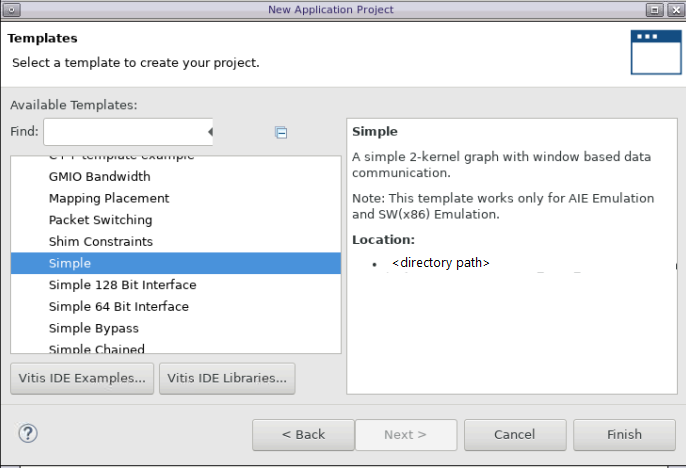 New Application Project
Templates
Select a template to create your project.
Available Templates:
Find:
GMIO Bandwidth
Mapping Placement
Packet Switching
Shim Constraints
Simple
Simple 128 Bit Interface
Simple 64 Bit Interface
Simple Bypass
Simple Chained
Vitis IDE Examples... Vitis IDE Libraries...
Simple
A simple 2-kernel graph with window based data
communication.
Note: This template works only for AIE Emulation
and SW(x86) Emulation.
Location:
• <directory path>
? < Back Next > Cancel Finish